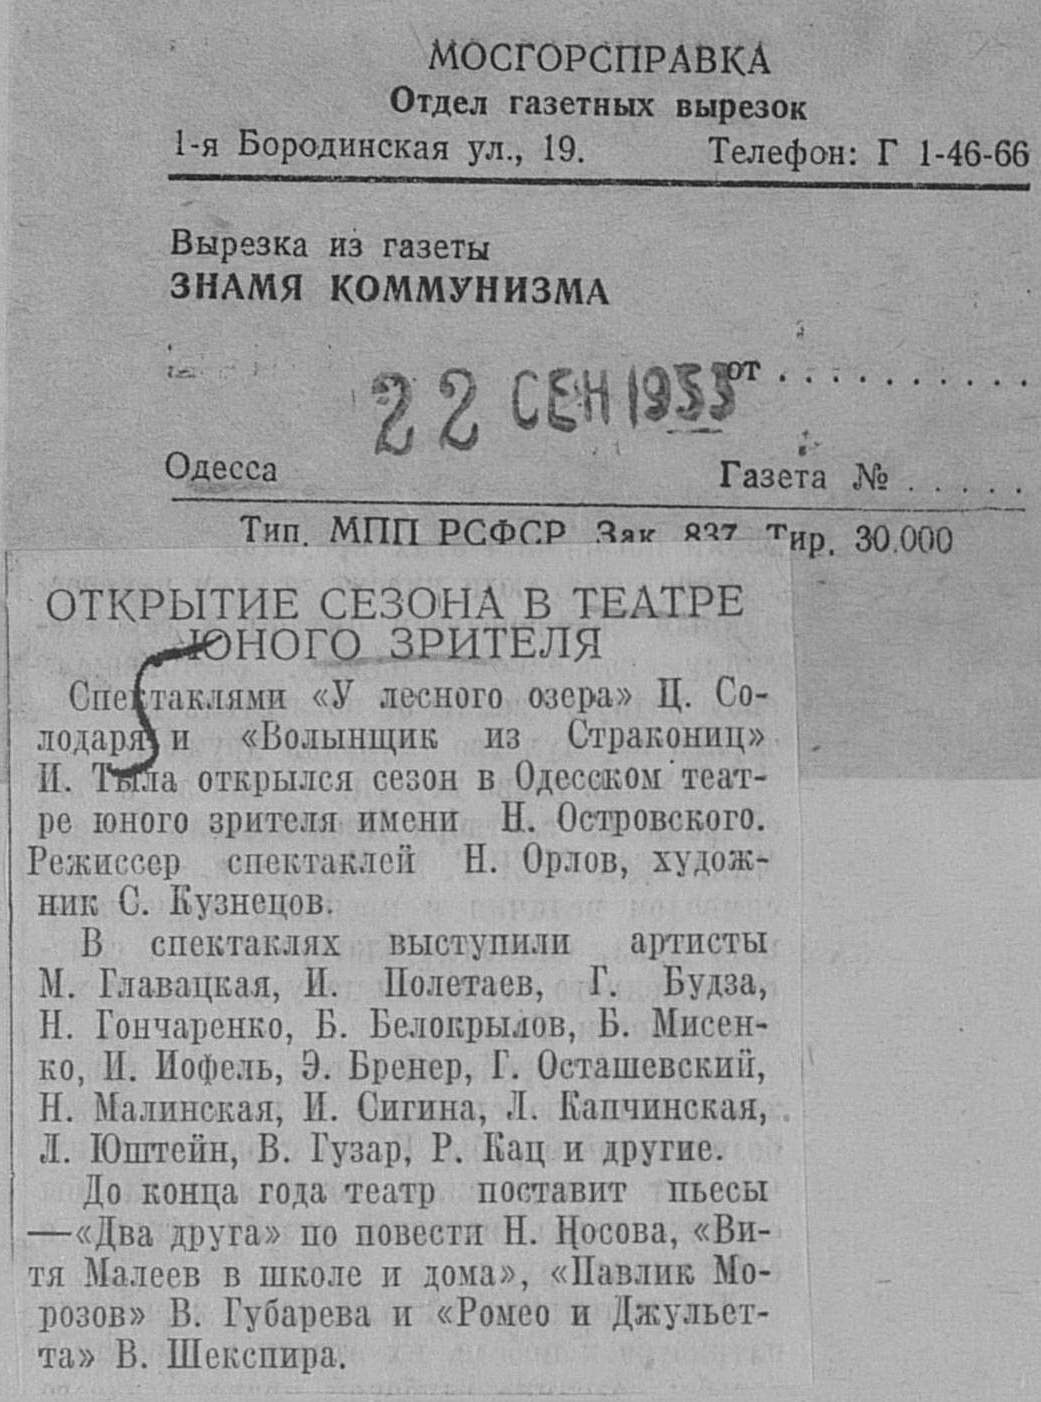 МОСГОРСПРАВКА
Отдел газетных вырезок
1-я Бородинская ул., 19. Телефон: Г 1-46-66
Вырезка из газеты
ЗНАМЯ КОММУНИЗМА
22 СЕН 1953 от . . . . . . . . . .
Одесса Газета № . . . . .
Тип. МПП РСФСР Зак. 837 Тир. 30.000
ОТКРЫТИЕ СЕЗОНА В ТЕАТРЕ
ЮНОГО ЗРИТЕЛЯ
Спектаклями «У лесного озера» Ц. Со-
лодаря и «Волынщик из Стракониц»
И. Тыла открылся сезон в Одесском теат-
ре юного зрителя имени Н. Островского.
Режиссер спектаклей Н. Орлов, худож-
ник С. Кузнецов.
В спектаклях выступили артисты
М. Главацкая, И. Полетаев, Г. Будза,
Н. Гончаренко, Б. Белокрылов, Б. Мисен-
ко, И. Иофель, Э. Бренер, Г. Осташевский,
Н. Малинская, И. Сигина, Л. Капчинская,
Л. Юштейн, В. Гузар, Р. Кац и другие.
До конца года театр поставит пьесы
—«Два друга» по повести Н. Носова, «Ви-
тя Малеев в школе и дома», «Павлик Мо-
розов» В. Губарева и «Ромео и Джульет-
та» В. Шекспира.